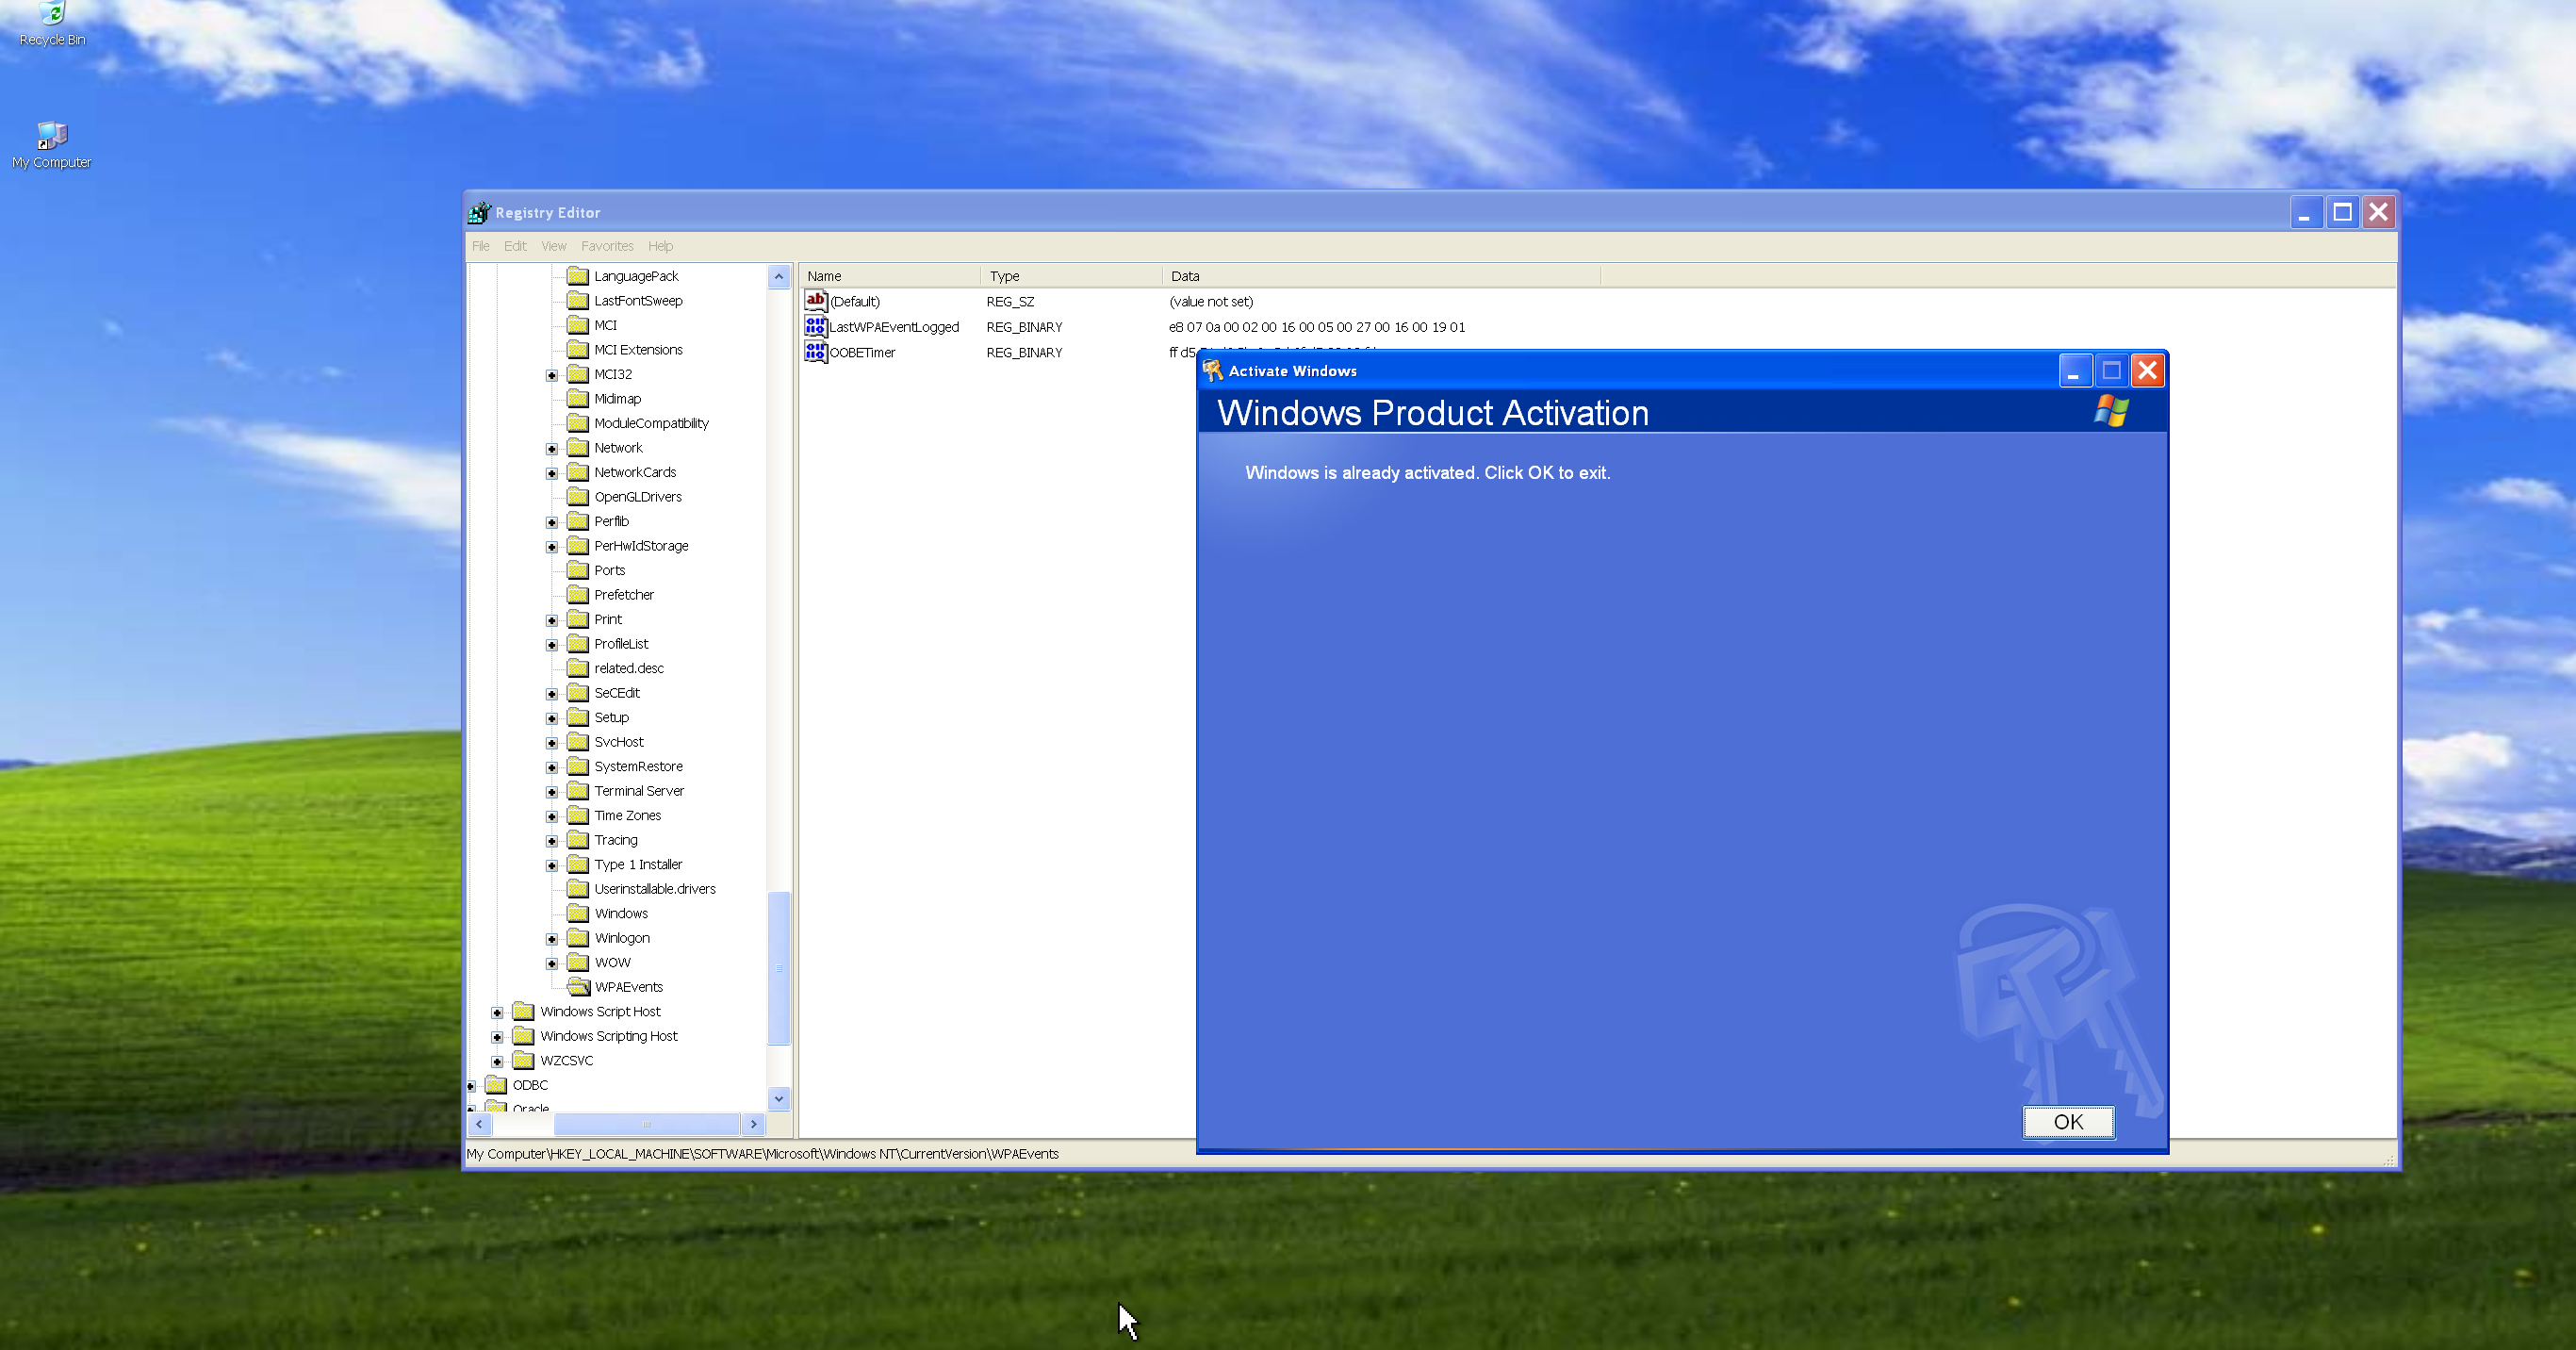 Recycle Bin
My Computer
Registry Editor
File Edit View Favorites Help
LanguagePack
LastFontSweep
MCI
MCI Extensions
MCI32
Midimap
ModuleCompatibility
Network
NetworkCards
OpenGLDrivers
Perflib
PerHwIdStorage
Ports
Prefetcher
Print
ProfileList
related.desc
SeCEdit
Setup
SvcHost
SystemRestore
Terminal Server
Time Zones
Tracing
Type 1 Installer
Userinstallable.drivers
Windows
Winlogon
WOW
WPAEvents
Windows Script Host
Windows Scripting Host
WZCSVC
ODBC
Oracle
Name Type Data
(Default) REG_SZ (value not set)
LastWPAEventLogged REG_BINARY e8 07 0a 00 02 00 16 00 05 00 27 00 16 00 19 01
OOBETimer REG_BINARY ff d5
Activate Windows
Windows Product Activation
Windows is already activated. Click OK to exit.
OK
My Computer\HKEY_LOCAL_MACHINE\SOFTWARE\Microsoft\Windows NT\CurrentVersion\WPAEvents